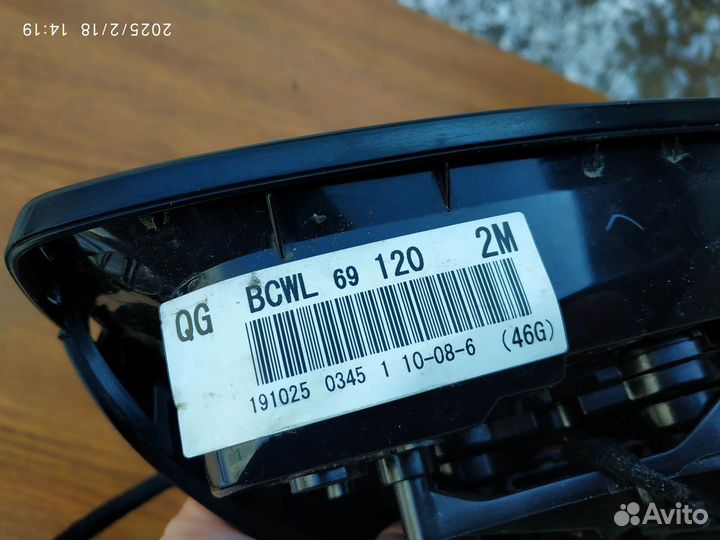 2025/2/18 14:19
QG BCWL 69 120 2M
191025 0345 1 10-08-6 (46G)
Avito